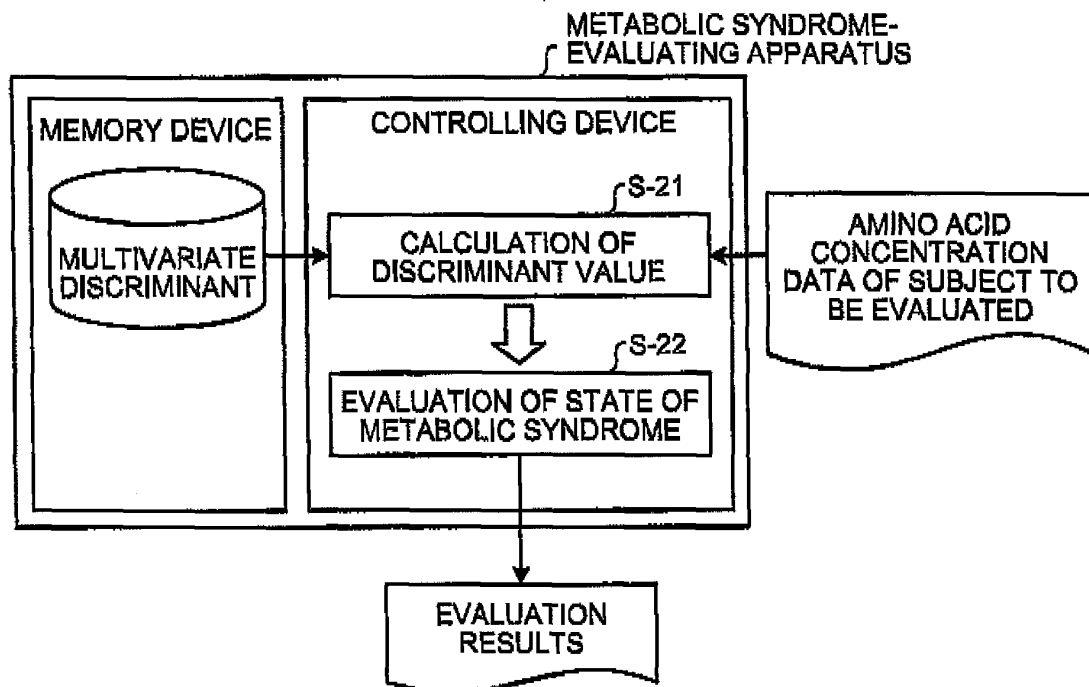 METABOLIC SYNDROME-
EVALUATING APPARATUS
MEMORY DEVICE
CONTROLLING DEVICE
MULTIVARIATE
DISCRIMINANT
S-21
CALCULATION OF
DISCRIMINANT VALUE
S-22
EVALUATION OF STATE OF
METABOLIC SYNDROME
AMINO ACID
CONCENTRATION
DATA OF SUBJECT TO
BE EVALUATED
EVALUATION
RESULTS